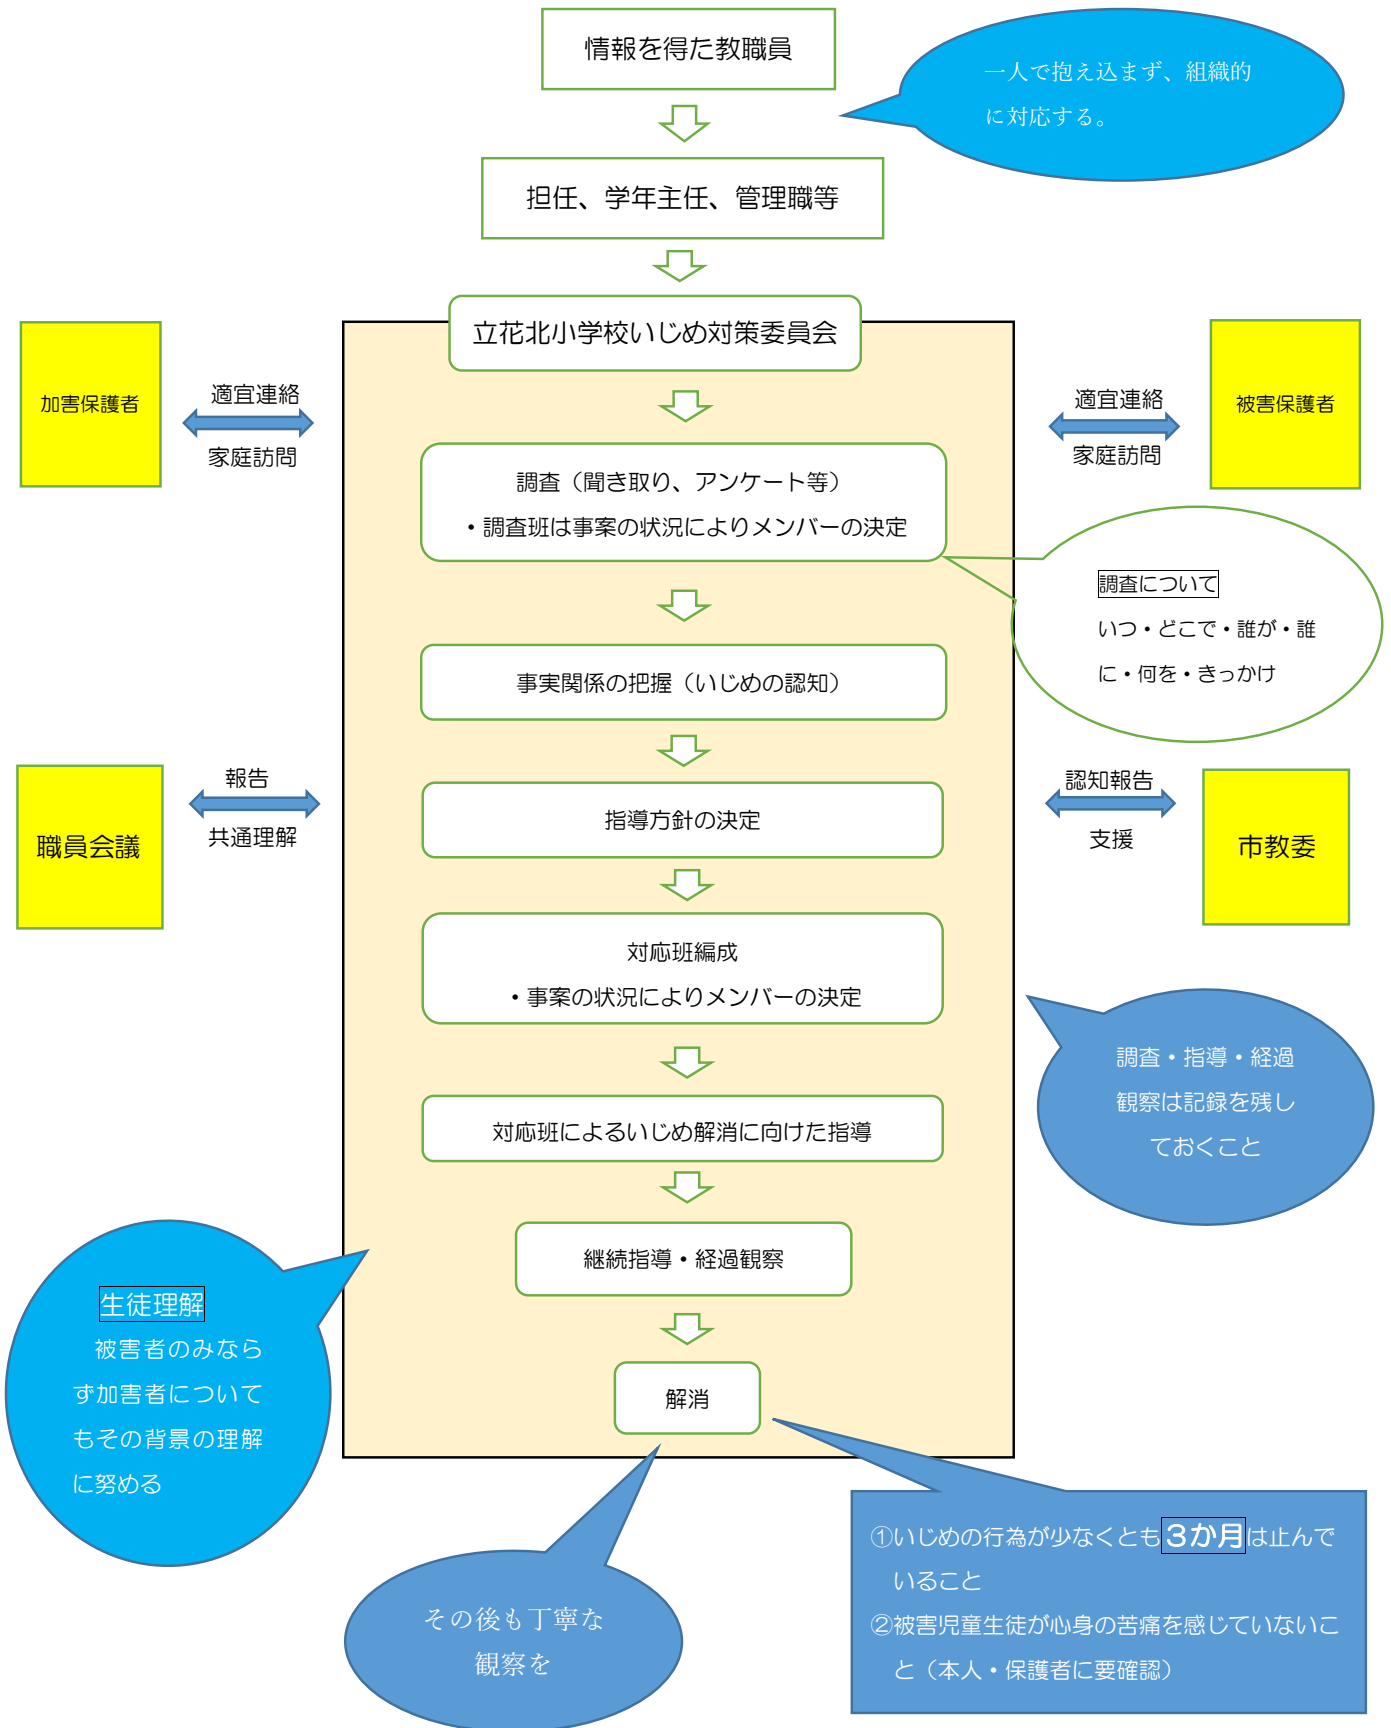 情報を得た教職員
一人で抱え込まず、組織的
に対応する。
担任、学年主任、管理職等
立花北小学校いじめ対策委員会
加害保護者
適宜連絡
家庭訪問
適宜連絡
家庭訪問
被害保護者
調査（聞き取り、アンケート等）
・調査班は事案の状況によりメンバーの決定
調査について
いつ・どこで・誰が・誰
に・何を・きっかけ
事実関係の把握（いじめの認知）
職員会議
報告
共通理解
認知報告
支援
市教委
指導方針の決定
対応班編成
・事案の状況によりメンバーの決定
調査・指導・経過
観察は記録を残し
ておくこと
対応班によるいじめ解消に向けた指導
継続指導・経過観察
生徒理解
被害者のみなら
ず加害者について
もその背景の理解
に努める
解消
その後も丁寧な
観察を
①いじめの行為が少なくとも３か月は止んで
いること
②被害児童生徒が心身の苦痛を感じていないこ
と（本人・保護者に要確認）